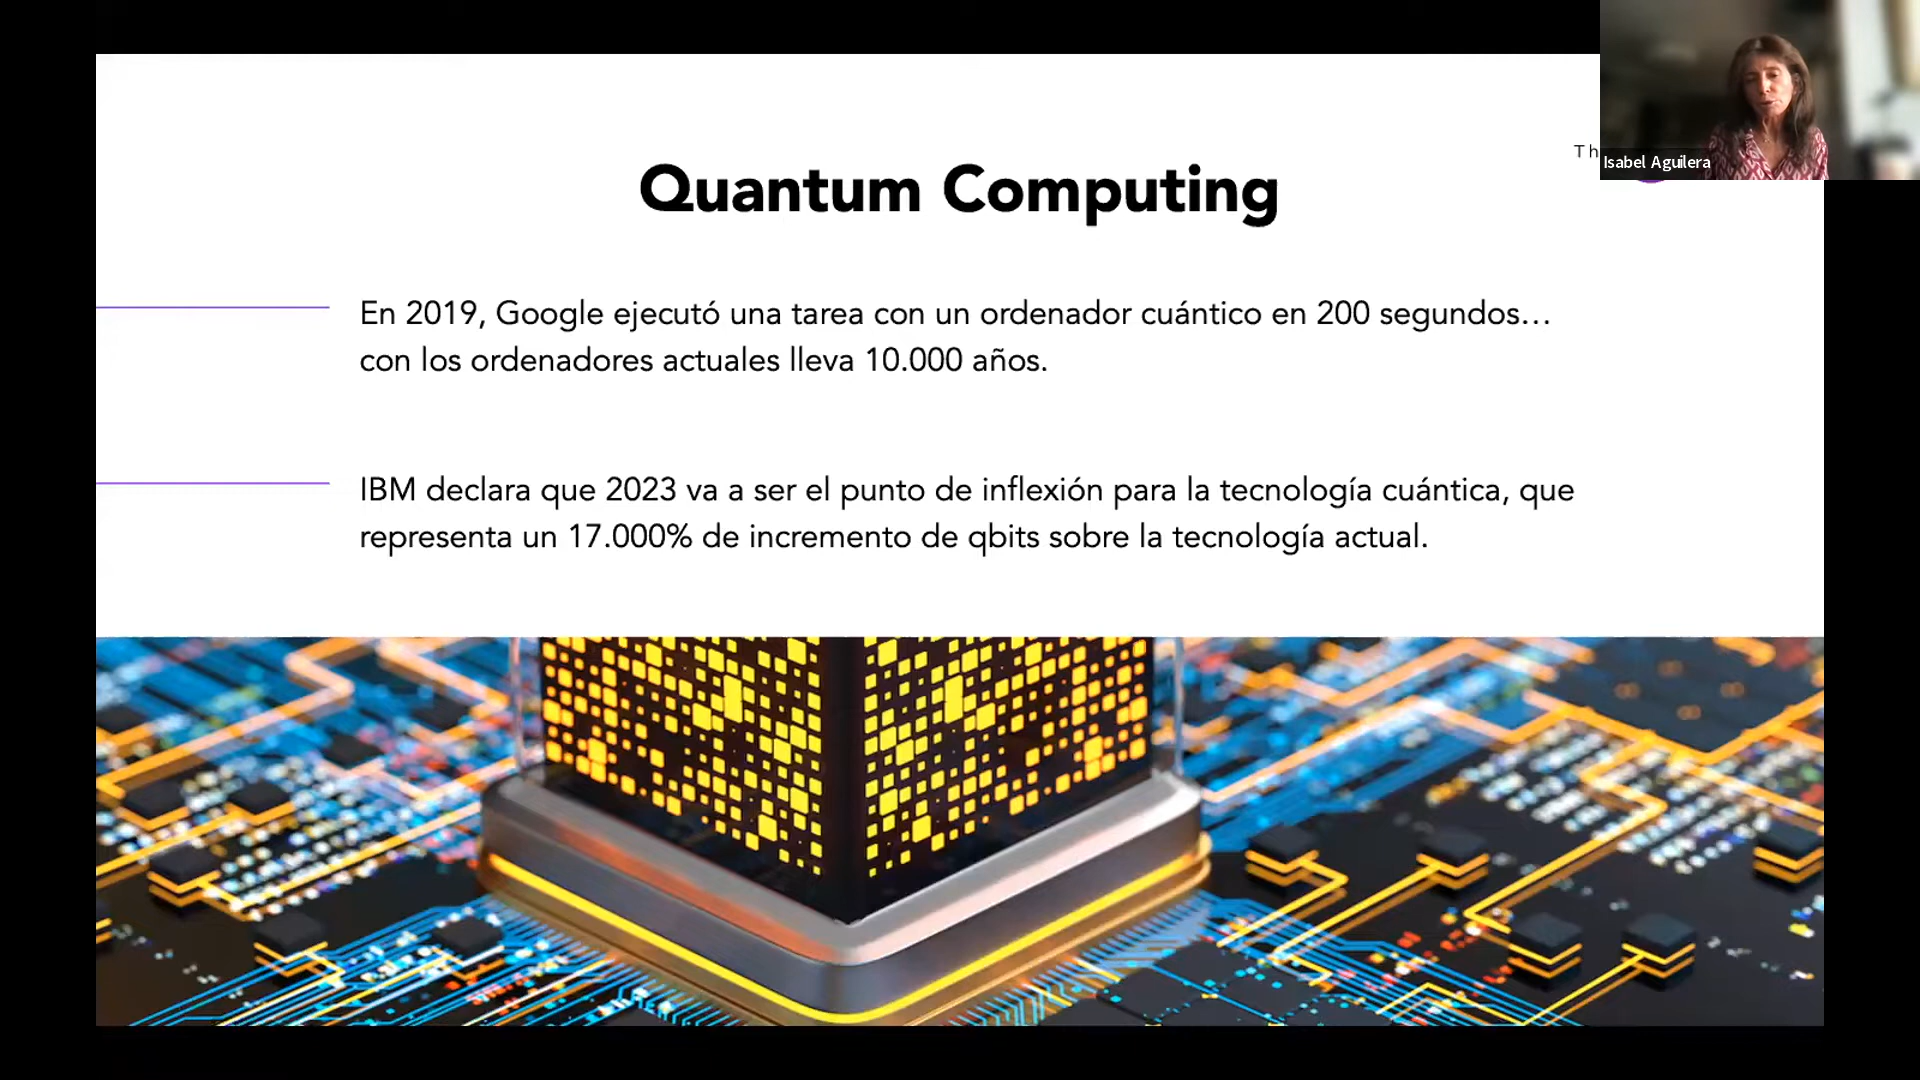 Th
Isabel Aguilera
Quantum Computing
En 2019, Google ejecutó una tarea con un ordenador cuántico en 200 segundos…
con los ordenadores actuales lleva 10.000 años.
IBM declara que 2023 va a ser el punto de inflexión para la tecnología cuántica, que
representa un 17.000% de incremento de qbits sobre la tecnología actual.